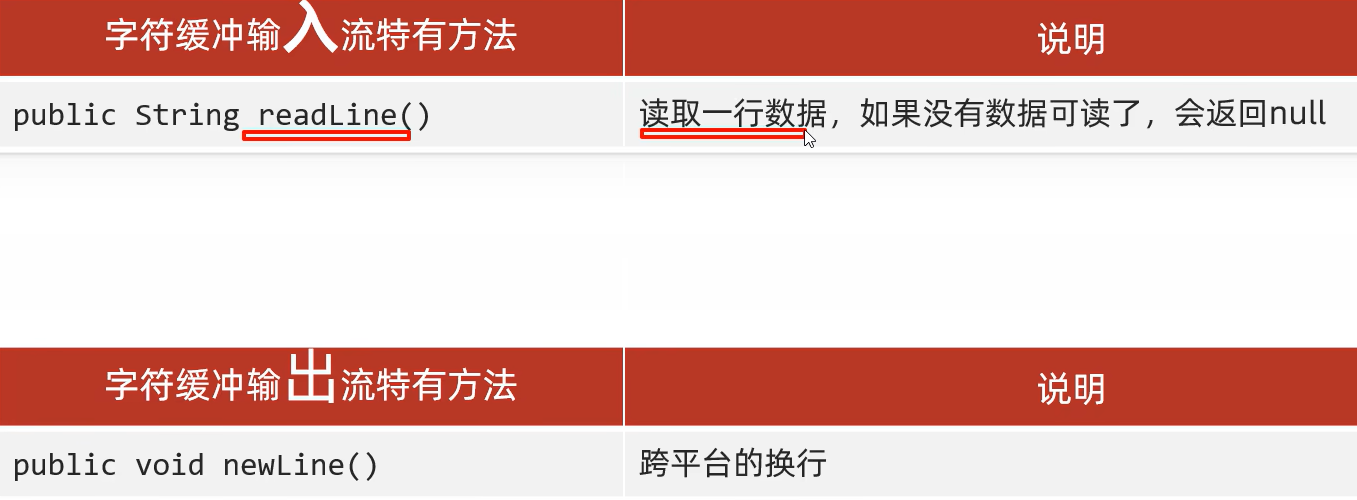 字符缓冲输入流特有方法 说明
public String readLine() 读取一行数据，如果没有数据可读了，会返回null
字符缓冲输出流特有方法 说明
public void newLine() 跨平台的换行